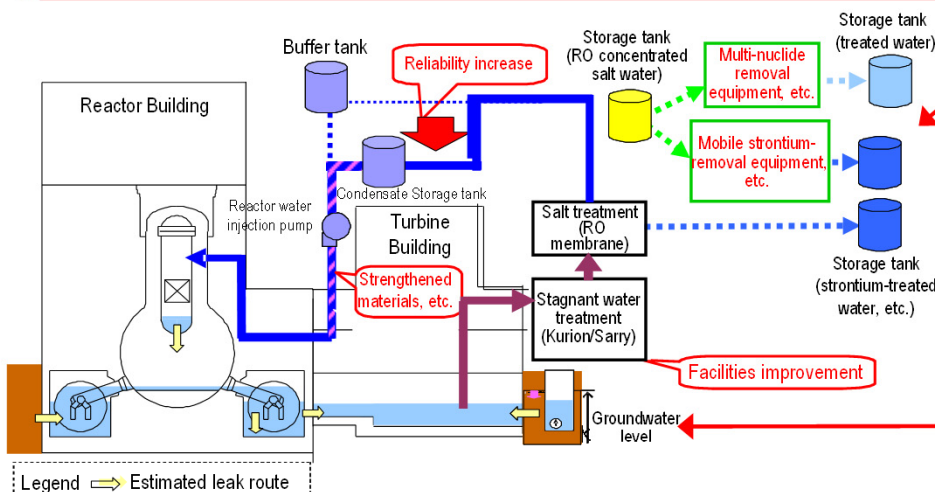 Storage tank
(treated water)
Storage tank
(RO concentrated
salt water)
Multi-nuclide
removal
equipment, etc.
Buffer tank
Reliability increase
Reactor Building
Mobile strontium-
removal equipment,
etc.
Condensate Storage tank
Reactor water
injection pump
Turbine
Building
Salt treatment
(RO
membrane)
Strengthened
materials, etc.
Stagnant water
treatment
(Kurion/Sarry)
Storage tank
(strontium-treated
water, etc.)
Facilities improvement
Groundwater
level
Legend Estimated leak route